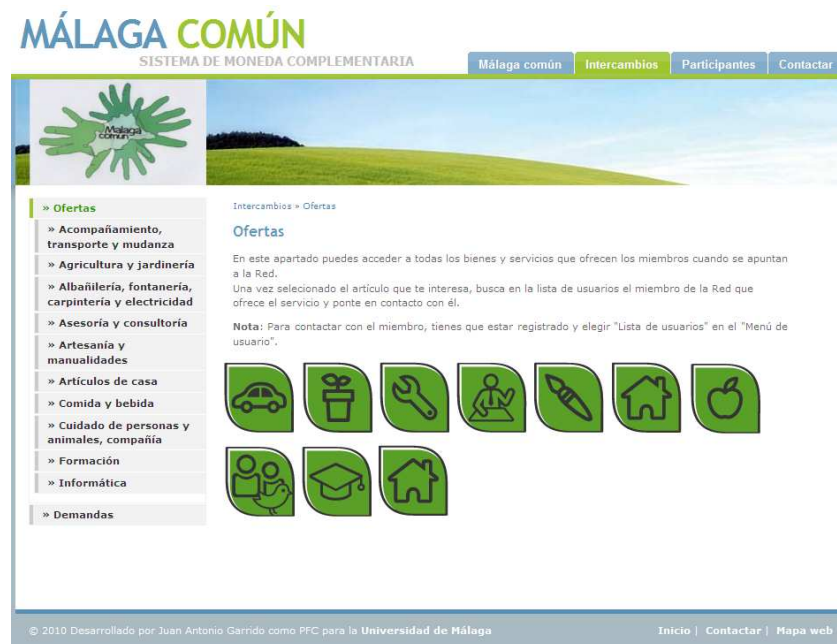 MÁLAGA COMÚN
SISTEMA DE MONEDA COMPLEMENTARIA
Málaga común
Intercambios
Participantes
Contactar
Malaga
común
» Ofertas
» Acompañamiento,
transporte y mudanza
» Agricultura y jardinería
» Albañilería, fontanería,
carpintería y electricidad
» Asesoría y consultoría
» Artesanía y
manualidades
» Artículos de casa
» Comida y bebida
» Cuidado de personas y
animales, compañía
» Formación
» Informática
» Demandas
Intercambios » Ofertas
Ofertas
En este apartado puedes acceder a todas los bienes y servicios que ofrecen los miembros cuando se apuntan
a la Red.
Una vez selecionado el artículo que te interesa, busca en la lista de usuarios el miembro de la Red que
ofrece el servicio y ponte en contacto con él.
Nota: Para contactar con el miembro, tienes que estar registrado y elegir "Lista de usuarios" en el "Menú de
usuario".
© 2010 Desarrollado por Juan Antonio Garrido como PFC para la Universidad de Málaga
Inicio | Contactar | Mapa web